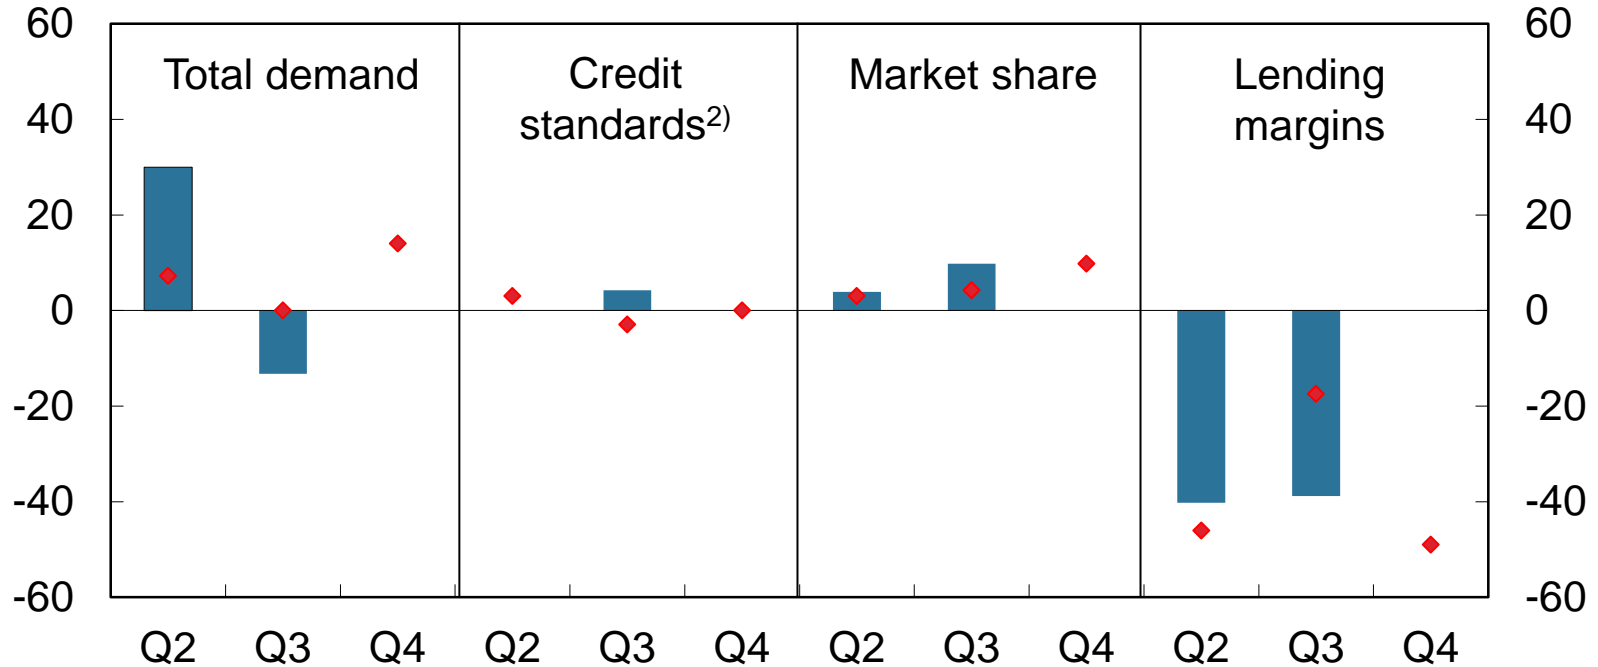 60
60
Total demand
Credit
standards2)
Market share
Lending
margins
40
40
20
20
0
0
-20
-20
-40
-40
-60
-60
Q2 Q3 Q4 Q2 Q3 Q4 Q2 Q3 Q4 Q2 Q3 Q4